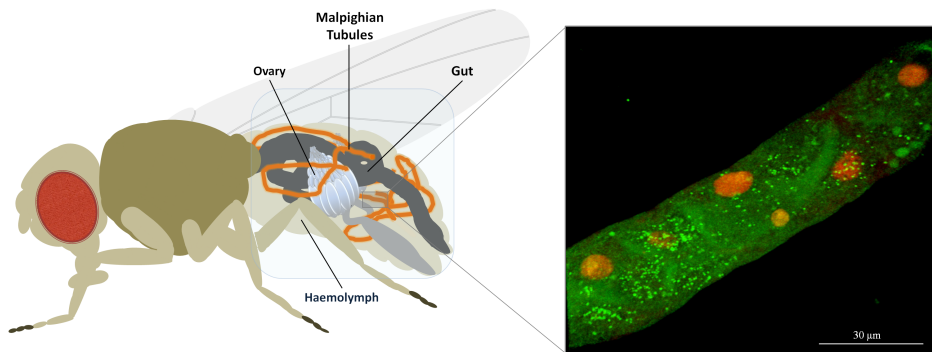 Malpighian
Tubules
Ovary
Gut
Haemolymph
30 µm